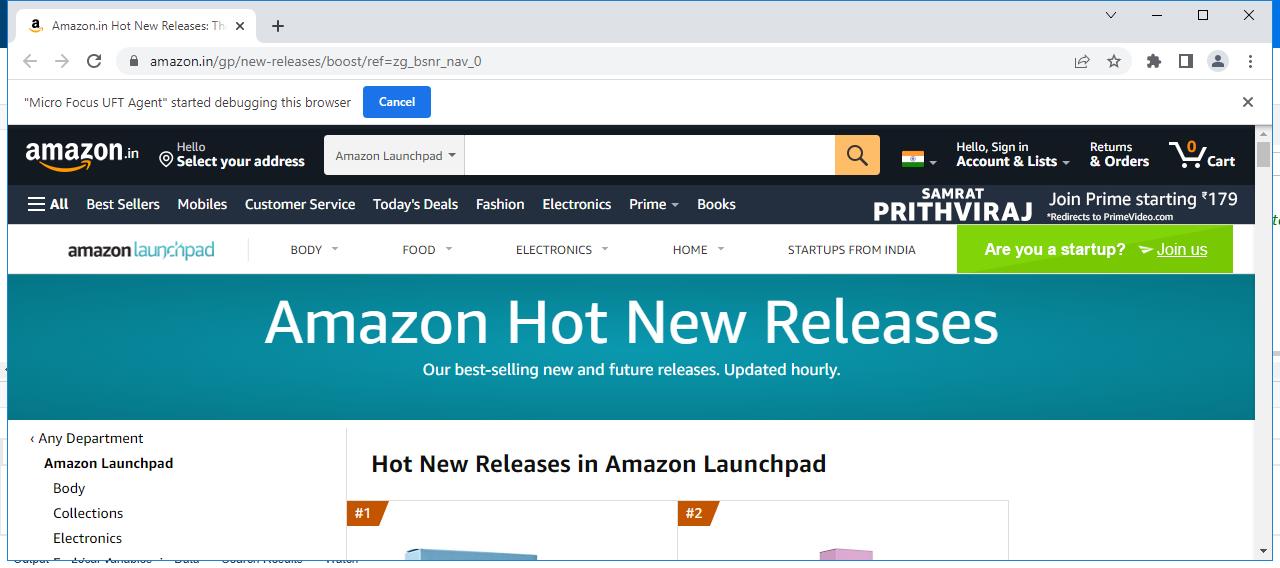 Amazon.in Hot New Releases: Th
amazon.in/gp/new-releases/boost/ref=zg_bsnr_nav_0
"Micro Focus UFT Agent" started debugging this browser Cancel
amazon.in
Hello
Select your address
Amazon Launchpad
Hello, Sign in
Account & Lists
Returns
& Orders
0
Cart
All Best Sellers Mobiles Customer Service Today's Deals Fashion Electronics Prime Books
SAMRAT
PRITHVIRAJ
Join Prime starting ₹179
*Redirects to PrimeVideo.com
amazon launchpad BODY FOOD ELECTRONICS HOME STARTUPS FROM INDIA Are you a startup? Join us
Amazon Hot New Releases
Our best-selling new and future releases. Updated hourly.
‹ Any Department
Amazon Launchpad
Body
Collections
Electronics
Hot New Releases in Amazon Launchpad
#1 #2